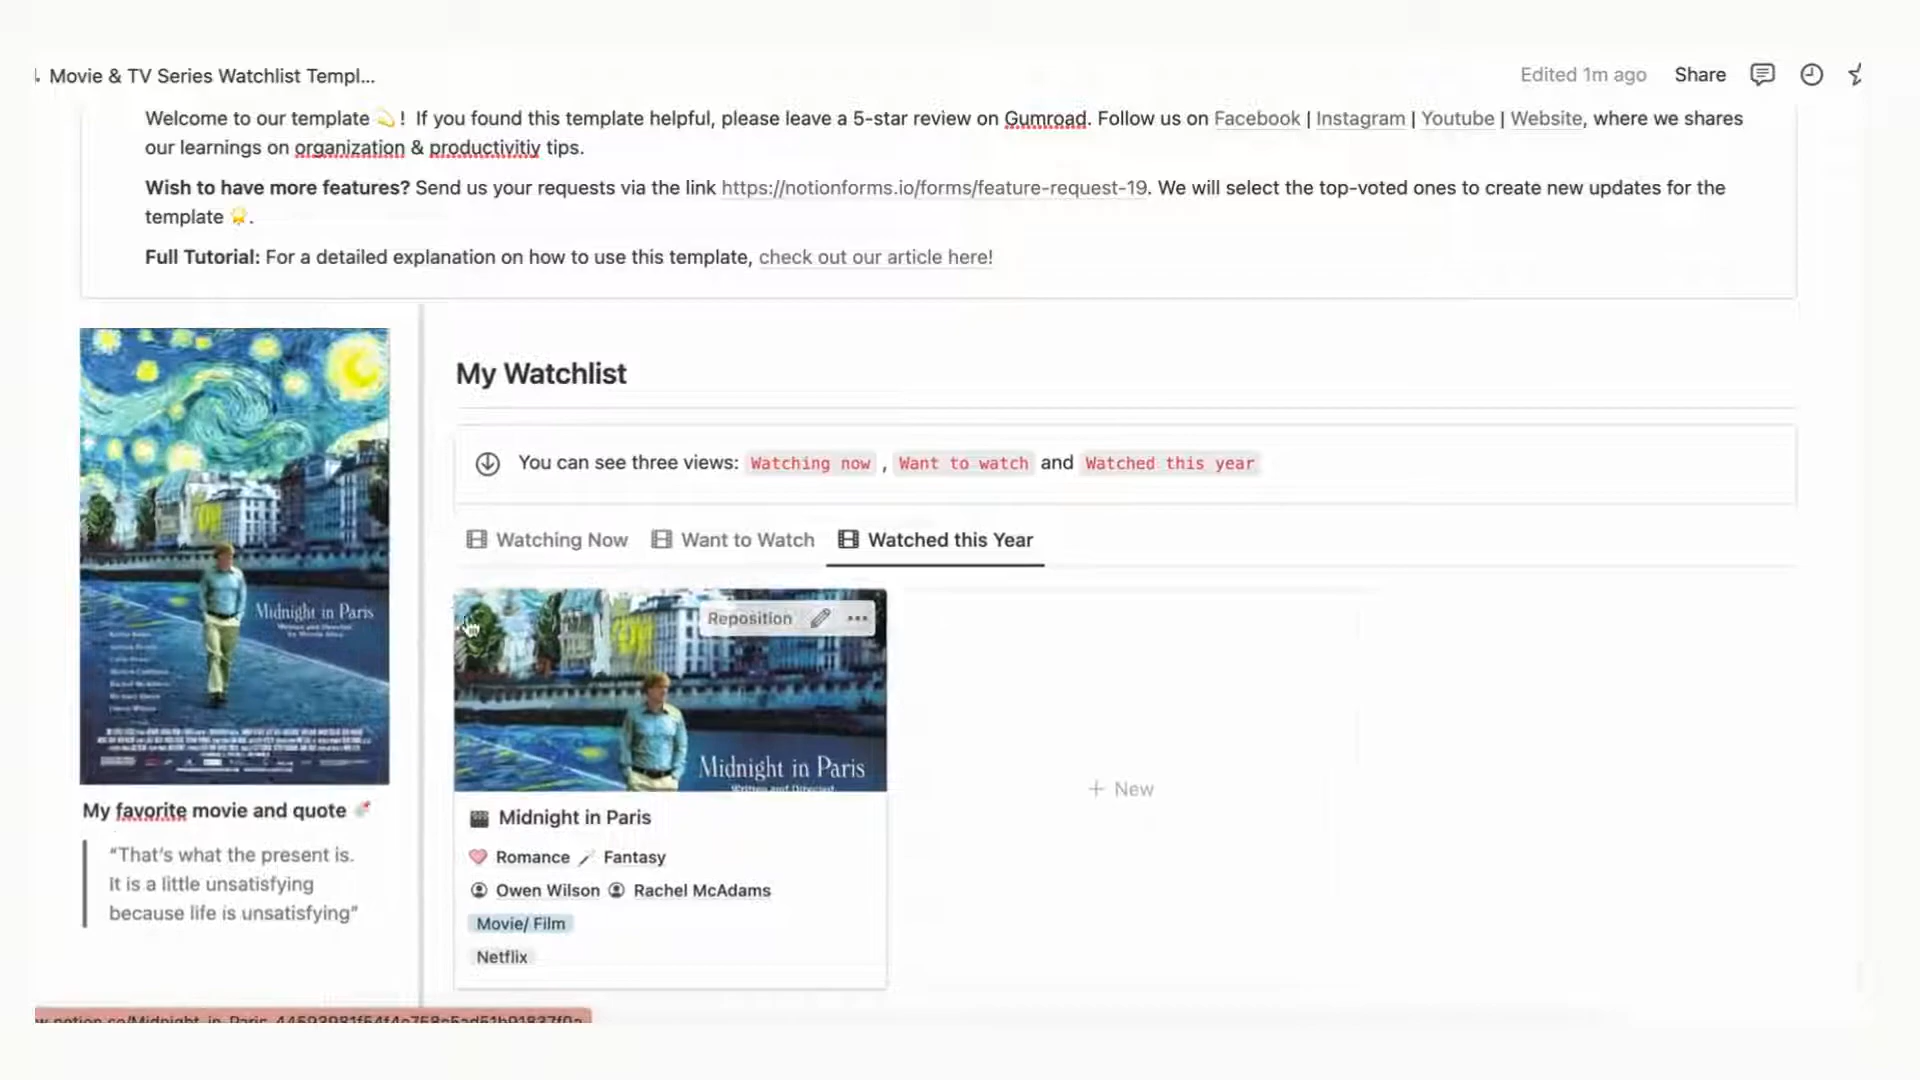 Movie & TV Series Watchlist Templ...
Edited 1m ago Share
Welcome to our template 💫 ! If you found this template helpful, please leave a 5-star review on Gumroad. Follow us on Facebook | Instagram | Youtube | Website, where we shares
our learnings on organization & productivitiy tips.
Wish to have more features? Send us your requests via the link https://notionforms.io/forms/feature-request-19. We will select the top-voted ones to create new updates for the
template 🌟.
Full Tutorial: For a detailed explanation on how to use this template, check out our article here!
Midnight in Paris
My favorite movie and quote
"That's what the present is.
It is a little unsatisfying
because life is unsatisfying"
My Watchlist
You can see three views: Watching now , Want to watch and Watched this year
Watching Now Want to Watch Watched this Year
Reposition
Midnight in Paris
Written and Directed
Midnight in Paris
Romance Fantasy
Owen Wilson Rachel McAdams
Movie/ Film
Netflix
+ New